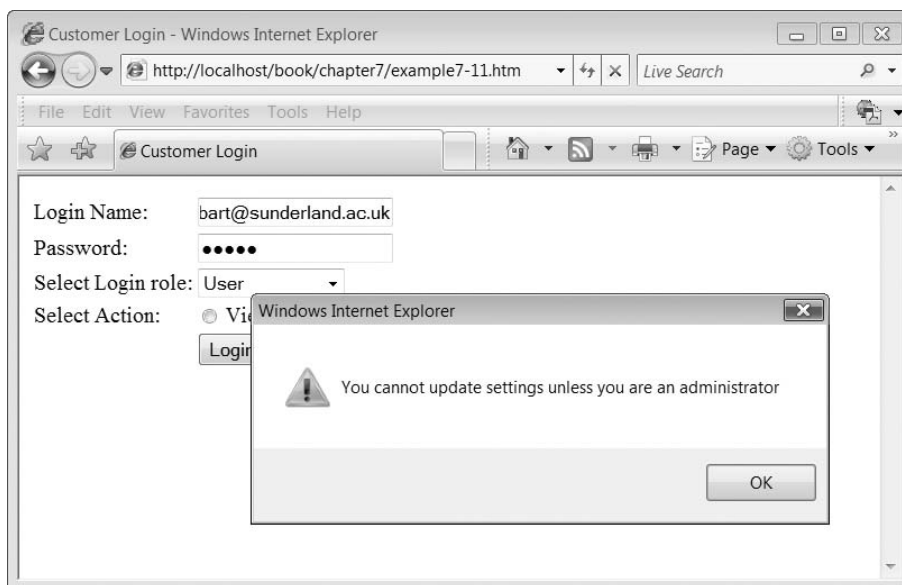 Customer Login - Windows Internet Explorer
http://localhost/book/chapter7/example7-11.htm
Live Search
File Edit View Favorites Tools Help
Customer Login
Page Tools
Login Name: bart@sunderland.ac.uk
Password: •••••
Select Login role: User
Select Action:
Windows Internet Explorer
You cannot update settings unless you are an administrator
OK